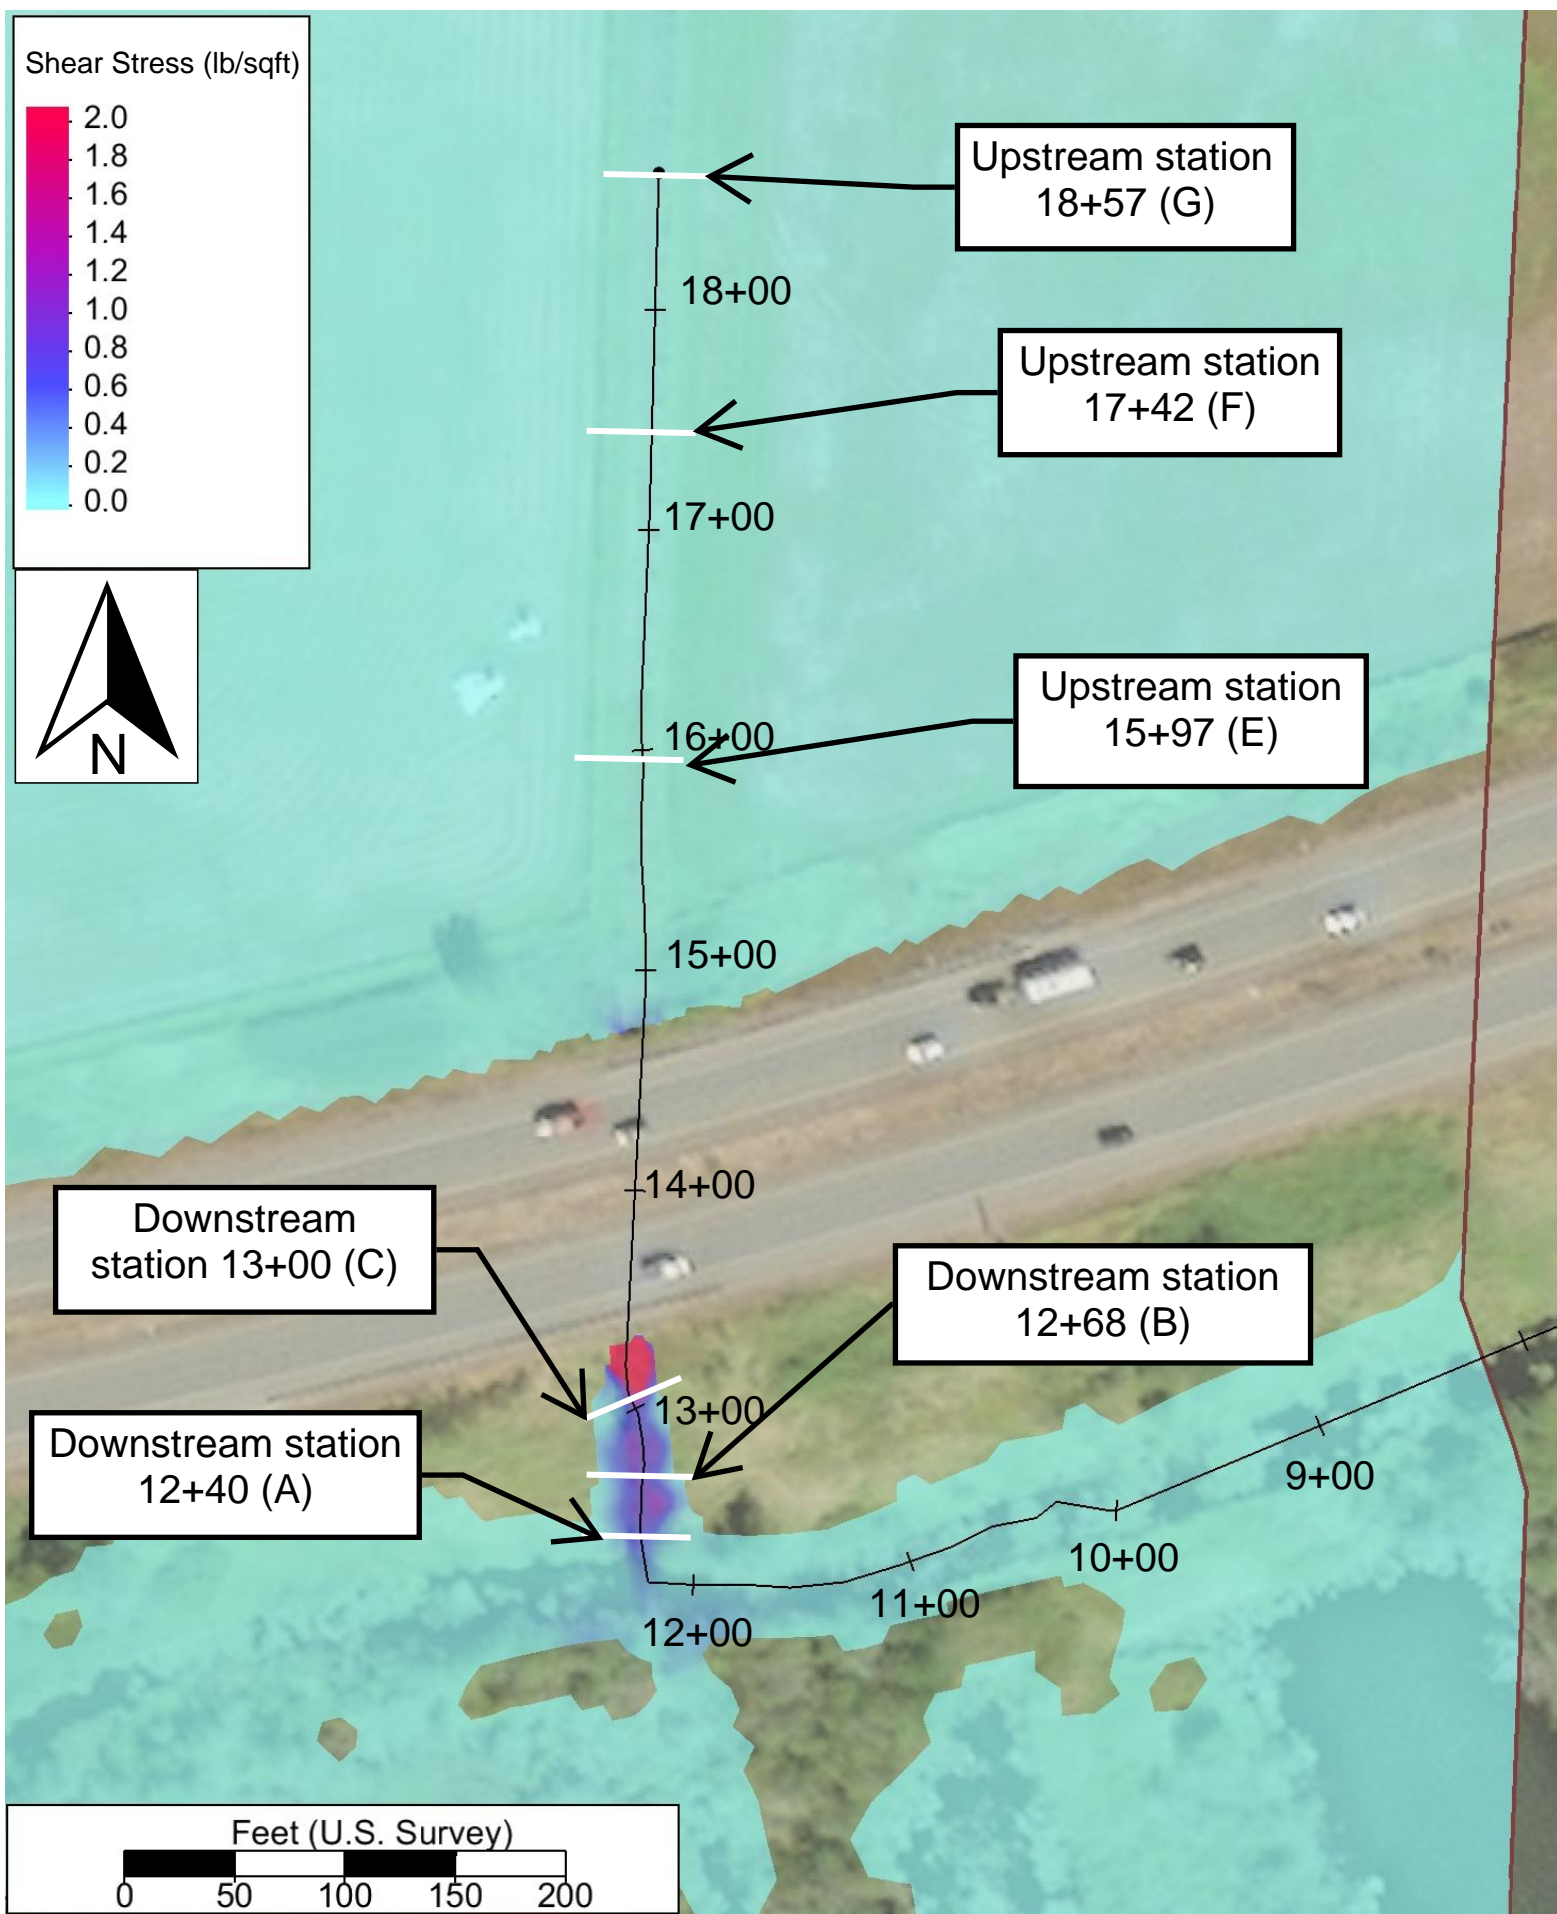 Shear Stress (lb/sqft)
2.0
1.8
1.6
1.4
1.2
1.0
0.8
0.6
0.4
0.2
0.0
N
Upstream station
18+57 (G)
18+00
Upstream station
17+42 (F)
17+00
Upstream station
15+97 (E)
16+00
15+00
14+00
Downstream
station 13+00 (C)
Downstream station
12+68 (B)
13+00
Downstream station
12+40 (A)
9+00
10+00
11+00
12+00
Feet (U.S. Survey)
0 50 100 150 200